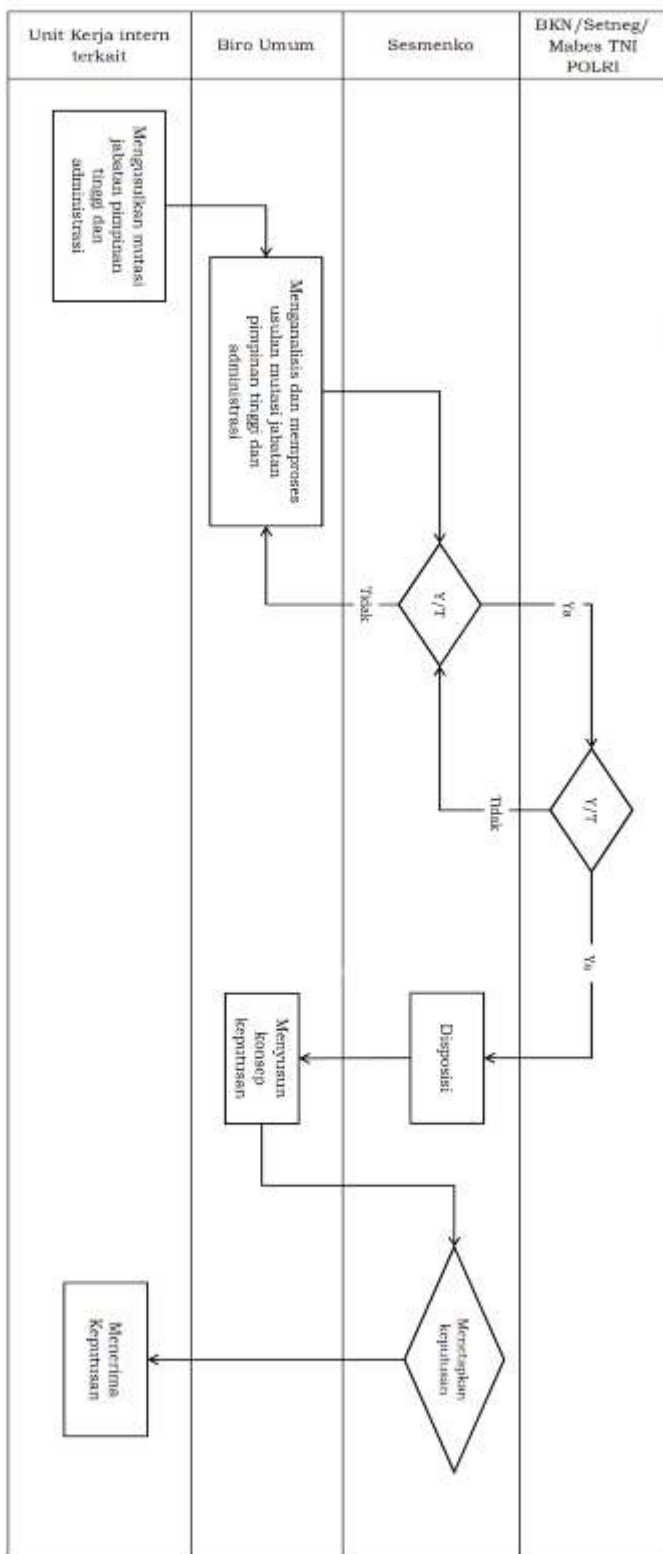 Unit Kerja intern
terkait
Biro Umum
Sesmenko
BKN/Setneg/
Mabes TNI
POLRI
Mengusulkan mutasi
jabatan pimpinan
tinggi dan
administrasi
Menganalisis dan memproses
usulan mutasi jabatan
pimpinan tinggi dan
administrasi
Y/T
Tidak
Ya
Y/T
Tidak
Ya
Disposisi
Menyusun
konsep
keputusan
Menetapkan
keputusan
Menerima
Keputusan